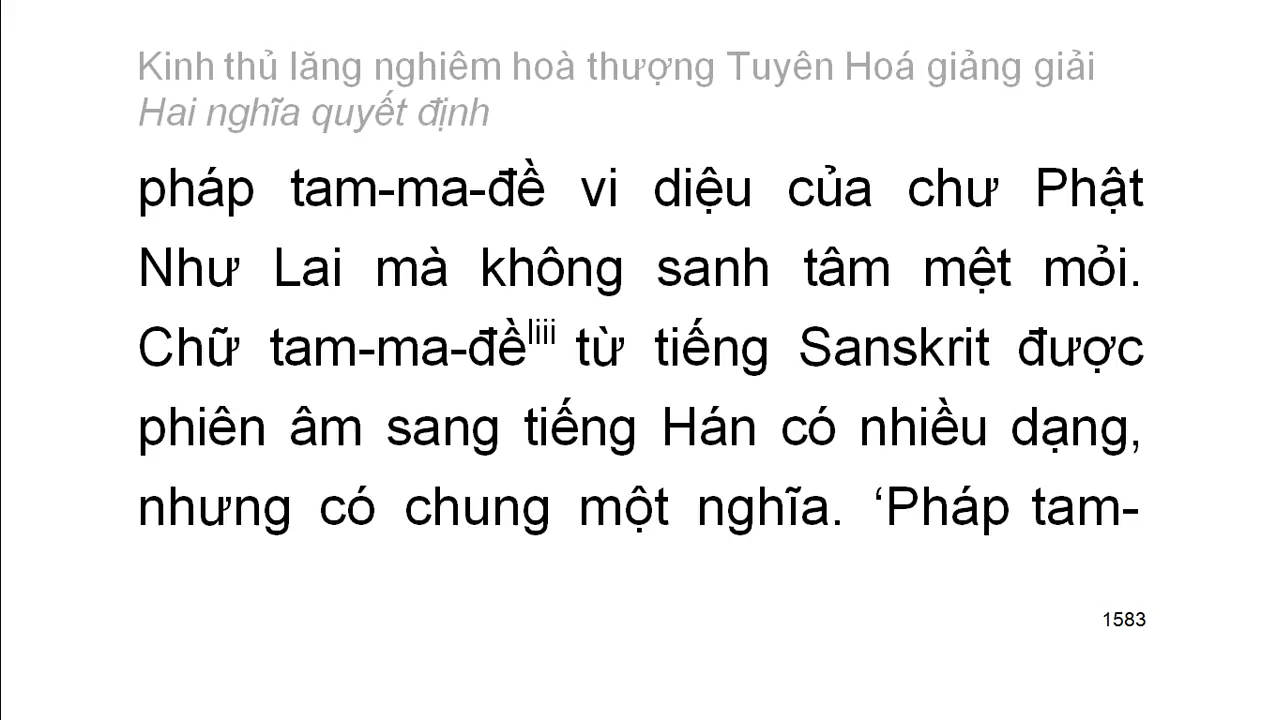 Kinh thủ lăng nghiêm hoà thượng Tuyên Hoá giảng giải
Hai nghĩa quyết định
pháp tam-ma-đề vi diệu của chư Phật
Như Lai mà không sanh tâm mệt mỏi.
Chữ tam-ma-đềliii từ tiếng Sanskrit được
phiên âm sang tiếng Hán có nhiều dạng,
nhưng có chung một nghĩa. ‘Pháp tam-
1583